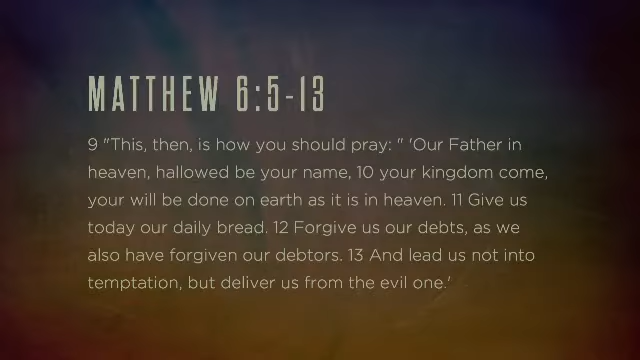 MATTHEW 6:5-13
9 "This, then, is how you should pray: " 'Our Father in
heaven, hallowed be your name, 10 your kingdom come,
your will be done on earth as it is in heaven. 11 Give us
today our daily bread. 12 Forgive us our debts, as we
also have forgiven our debtors. 13 And lead us not into
temptation, but deliver us from the evil one.'